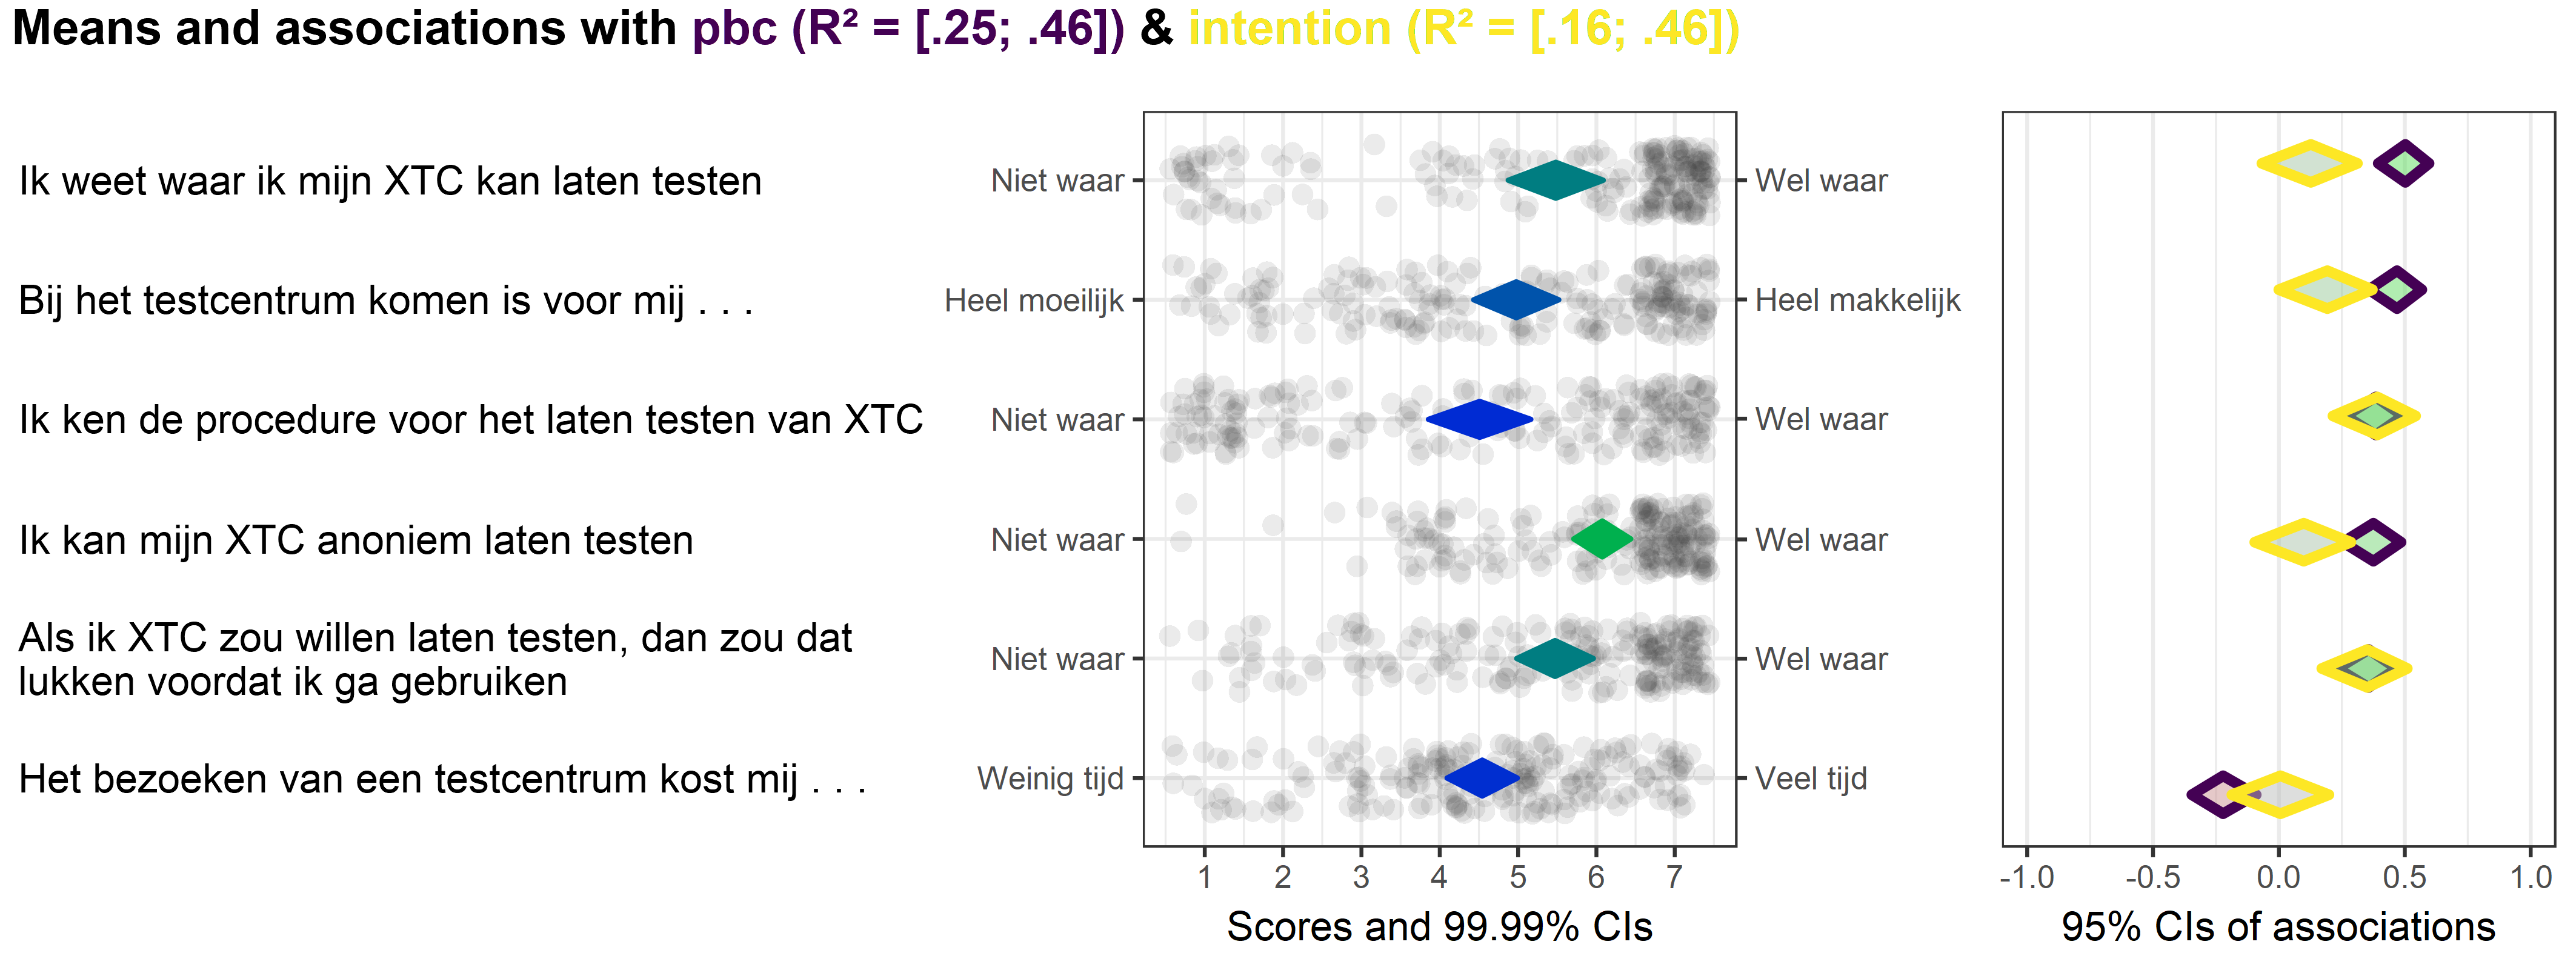 Means and associations with pbc (R² = [.25; .46]) & intention (R² = [.16; .46])
Ik weet waar ik mijn XTC kan laten testen
Niet waar
Wel waar
Bij het testcentrum komen is voor mij . . .
Heel moeilijk
Heel makkelijk
Ik ken de procedure voor het laten testen van XTC
Niet waar
Wel waar
Ik kan mijn XTC anoniem laten testen
Niet waar
Wel waar
Als ik XTC zou willen laten testen, dan zou dat
lukken voordat ik ga gebruiken
Niet waar
Wel waar
Het bezoeken van een testcentrum kost mij . . .
Weinig tijd
Veel tijd
1 2 3 4 5 6 7
Scores and 99.99% CIs
-1.0 -0.5 0.0 0.5 1.0
95% CIs of associations